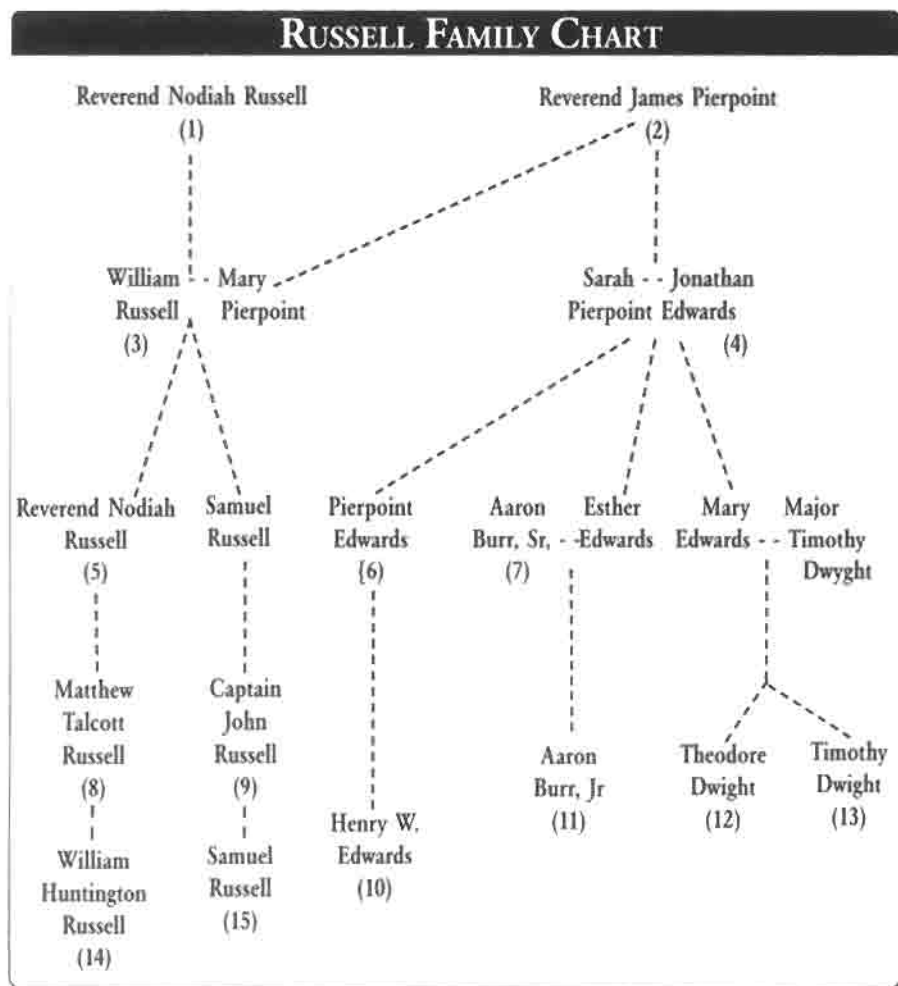 RUSSELL FAMILY CHART
Reverend Nodiah Russell
(1)
Reverend James Pierpoint
(2)
William - - Mary
Russell Pierpoint
(3)
Sarah - - Jonathan
Pierpoint Edwards
(4)
Reverend Nodiah
Russell
(5)
Samuel
Russell
Pierpoint
Edwards
{6)
Aaron
Burr, Sr, - -
(7)
Esther
Edwards
Mary
Edwards - -
Major
Timothy
Dwyght
Matthew
Talcott
Russell
(8)
Captain
John
Russell
(9)
Henry W.
Edwards
(10)
Aaron
Burr, Jr
(11)
Theodore
Dwight
(12)
Timothy
Dwight
(13)
William
Huntington
Russell
(14)
Samuel
Russell
(15)